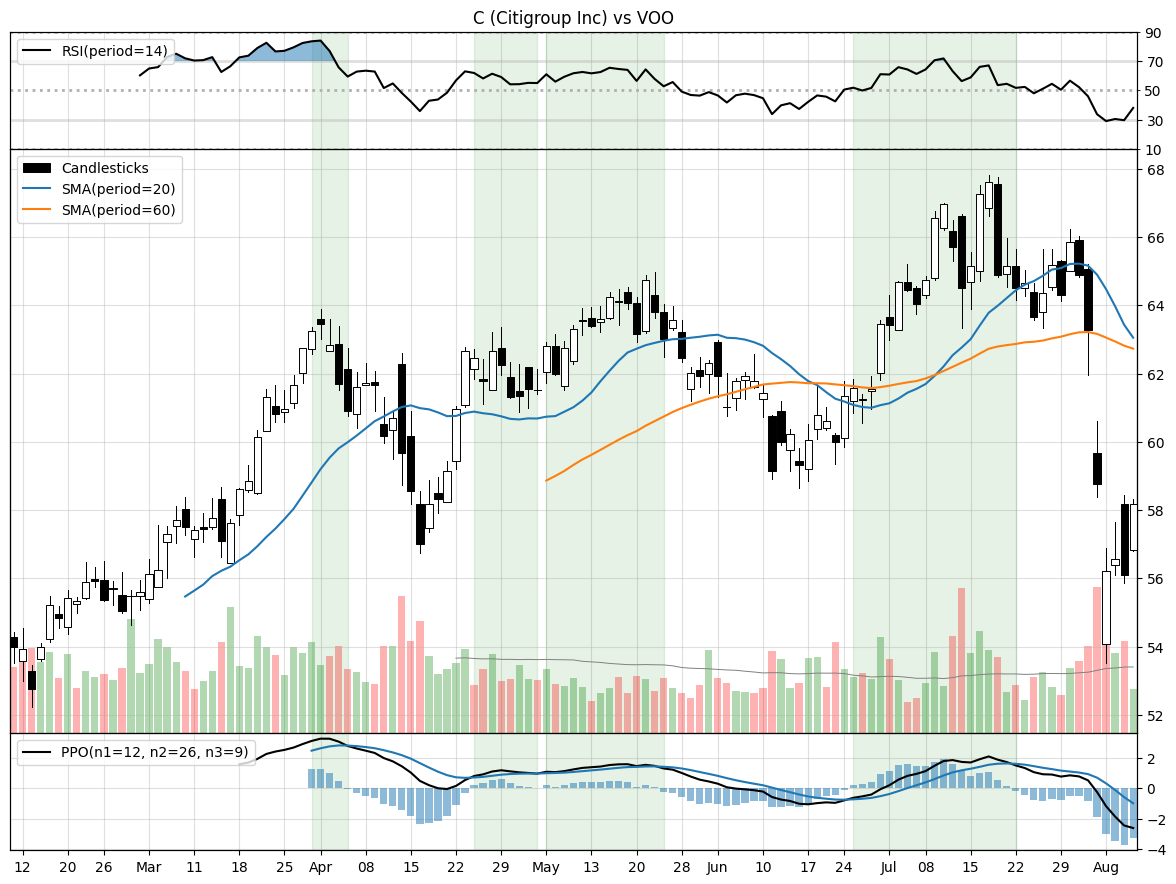 C (Citigroup Inc) vs VOO
RSI(period=14)
90
70
50
30
10
Candlesticks
SMA(period=20)
SMA(period=60)
68
66
64
62
60
58
56
54
52
PPO(n1=12, n2=26, n3=9)
2
0
−2
−4
12 20 26 Mar 11 18 25 Apr 08 15 22 29 May 13 20 28 Jun 10 17 24 Jul 08 15 22 29 Aug